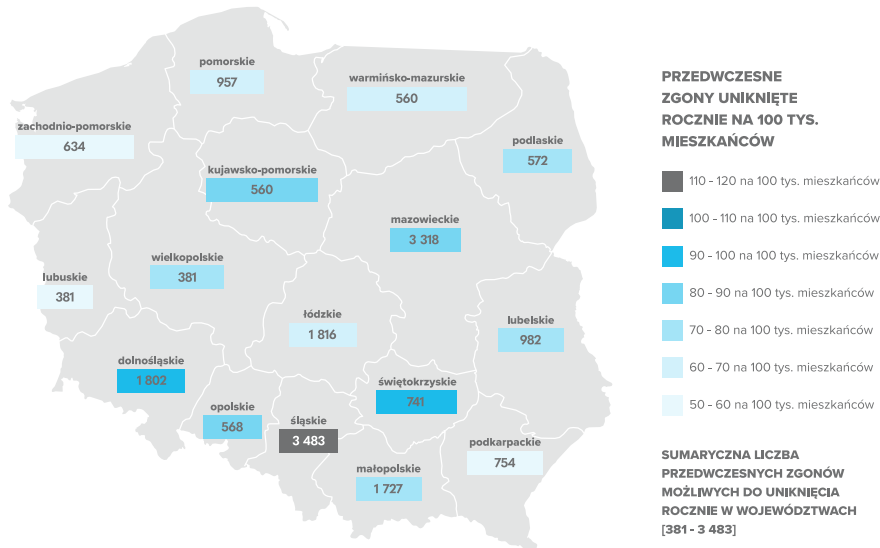 pomorskie
957
warmińsko-mazurskie
560
zachodnio-pomorskie
634
podlaskie
572
kujawsko-pomorskie
560
mazowieckie
3 318
wielkopolskie
381
lubuskie
381
łódzkie
1 816
lubelskie
982
dolnośląskie
1 802
świętokrzyskie
741
opolskie
568
śląskie
3 483
podkarpackie
754
małopolskie
1 727
PRZEDWCZESNE
ZGONY UNIKNIĘTE
ROCZNIE NA 100 TYS.
MIESZKAŃCÓW
110 - 120 na 100 tys. mieszkańców
100 - 110 na 100 tys. mieszkańców
90 - 100 na 100 tys. mieszkańców
80 - 90 na 100 tys. mieszkańców
70 - 80 na 100 tys. mieszkańców
60 - 70 na 100 tys. mieszkańców
50 - 60 na 100 tys. mieszkańców
SUMARYCZNA LICZBA
PRZEDWCZESNYCH ZGONÓW
MOŻLIWYCH DO UNIKNIĘCIA
ROCZNIE W WOJEWÓDZTWACH
[381 - 3 483]